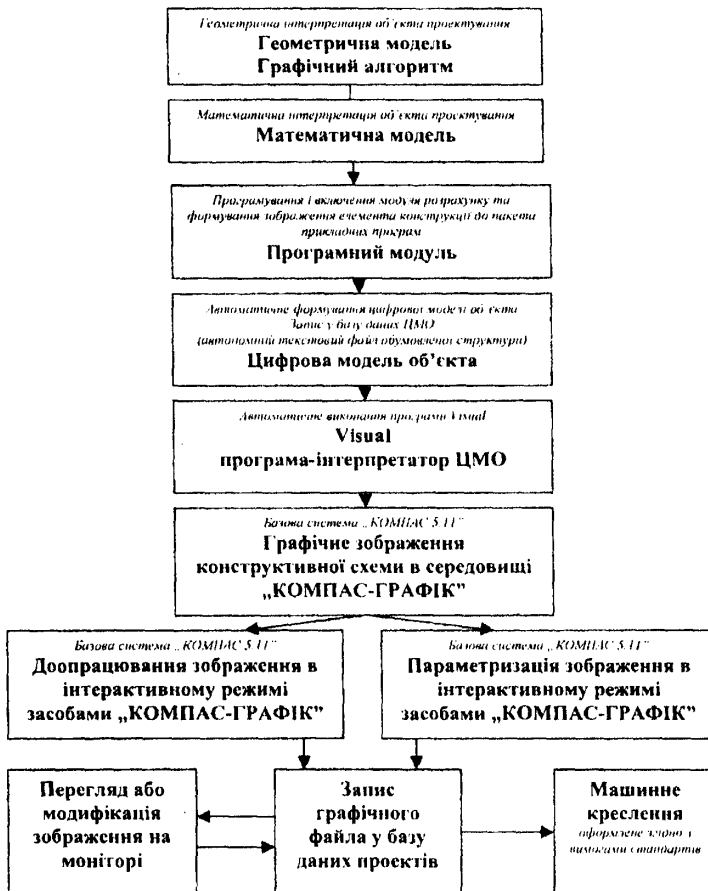 Геометрична інтерпретація об’єкта проектування
Геометрична модель
Графічний алгоритм
Математична інтерпретація об’єкта проектування
Математична модель
Програмування і включення модуля розрахунку та
формування зображення елемента конструкції до пакета
прикладних програм
Програмний модуль
Автоматичне формування цифрової моделі об’єкта
Запис у базу даних ЦМО
(автономний текстовий файл обумовленої структури)
Цифрова модель об’єкта
Автоматичне виконання програми Visual
Visual
програма-інтерпретатор ЦМО
Базова система „КОМПАС 5.11”
Графічне зображення
конструктивної схеми в середовищі
„КОМПАС-ГРАФІК”
Базова система „КОМПАС 5.11”
Доопрацювання зображення в
інтерактивному режимі
засобами „КОМПАС-ГРАФІК”
Базова система „КОМПАС 5.11”
Параметризація зображення в
інтерактивному режимі
засобами „КОМПАС-ГРАФІК”
Перегляд або
модифікація
зображення на
моніторі
Запис
графічного
файла у базу
даних проектів
Машинне
креслення
оформлене згідно з
вимогами стандартів